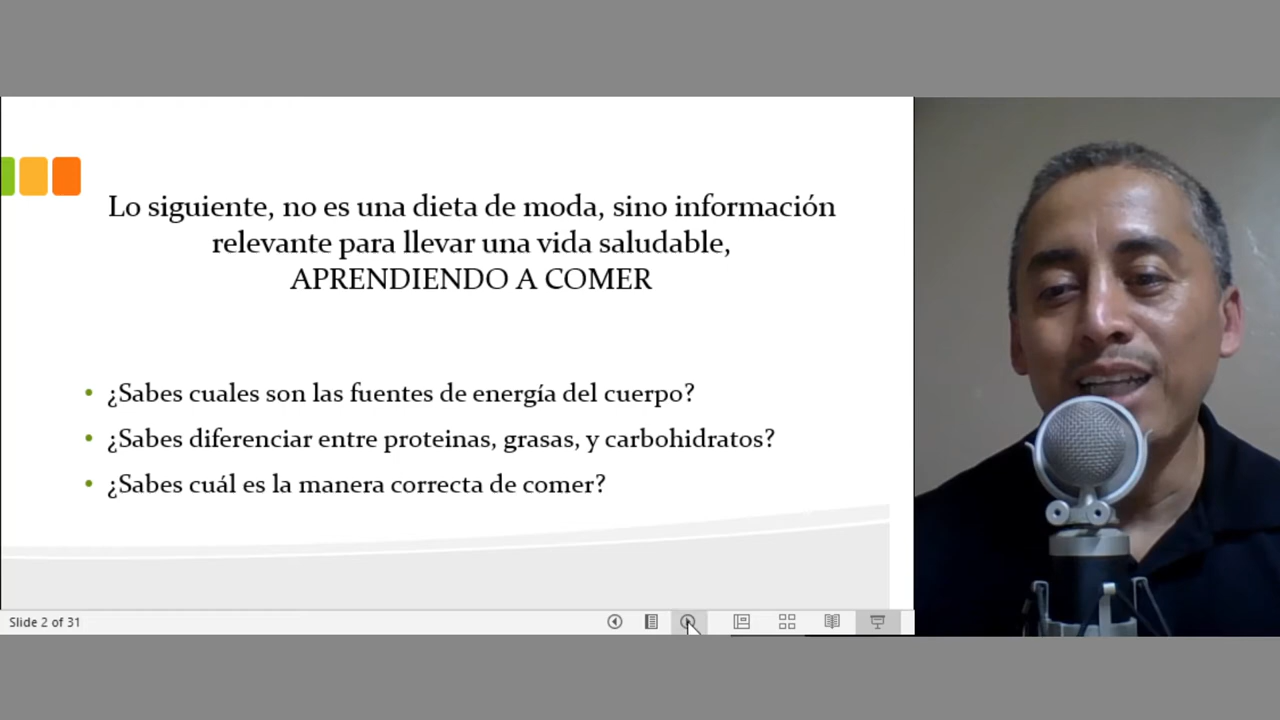 Lo siguiente, no es una dieta de moda, sino información
relevante para llevar una vida saludable,
APRENDIENDO A COMER
• ¿Sabes cuales son las fuentes de energía del cuerpo?
• ¿Sabes diferenciar entre proteinas, grasas, y carbohidratos?
• ¿Sabes cuál es la manera correcta de comer?
Slide 2 of 31